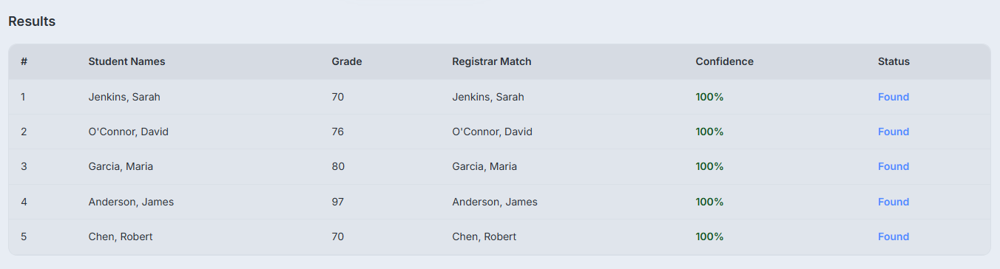 Results
# Student Names Grade Registrar Match Confidence Status
1 Jenkins, Sarah 70 Jenkins, Sarah 100% Found
2 O'Connor, David 76 O'Connor, David 100% Found
3 Garcia, Maria 80 Garcia, Maria 100% Found
4 Anderson, James 97 Anderson, James 100% Found
5 Chen, Robert 70 Chen, Robert 100% Found